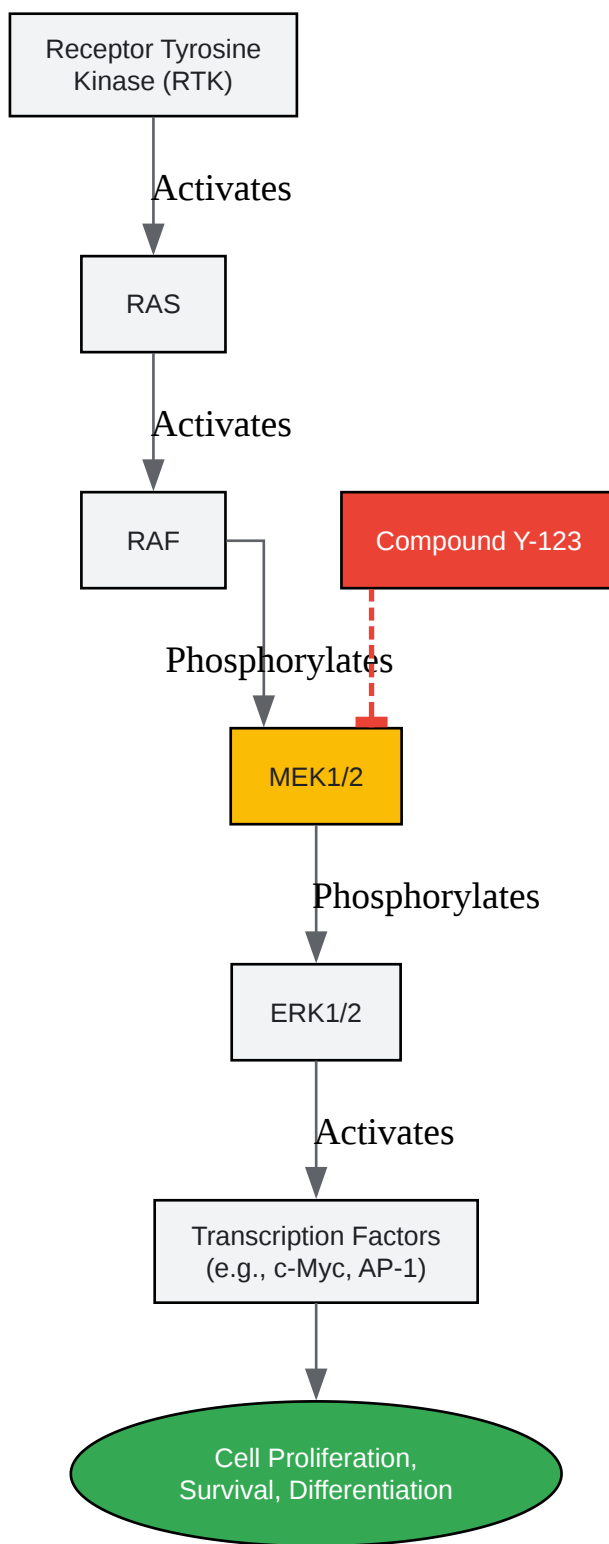 Receptor Tyrosine
Kinase (RTK)
Activates
RAS
Activates
RAF
Compound Y-123
Phosphorylates
MEK1/2
Phosphorylates
ERK1/2
Activates
Transcription Factors
(e.g., c-Myc, AP-1)
Cell Proliferation,
Survival, Differentiation